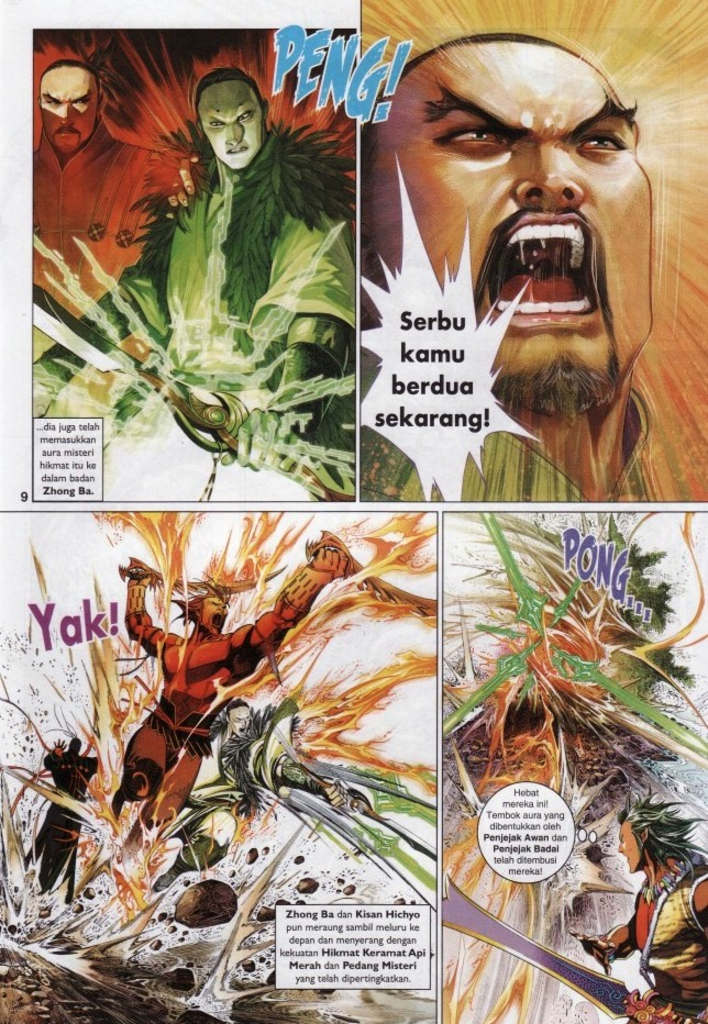 PENG!
...dia juga telah
memasukkan
aura misteri
hikmat itu ke
dalam badan
Zhong Ba.
Serbu
kamu
berdua
sekarang!
9
Yak!
Zhong Ba dan Kisan Hichyo
pun meraung sambil meluru ke
depan dan menyerang dengan
kekuatan Hikmat Keramat Api
Merah dan Pedang Misteri
yang telah dipertingkatkan.
PONG...
Hebat
mereka ini!
Tembok aura yang
dibentukkan oleh
Penjejak Awan dan
Penjejak Badai
telah ditembusi
mereka!